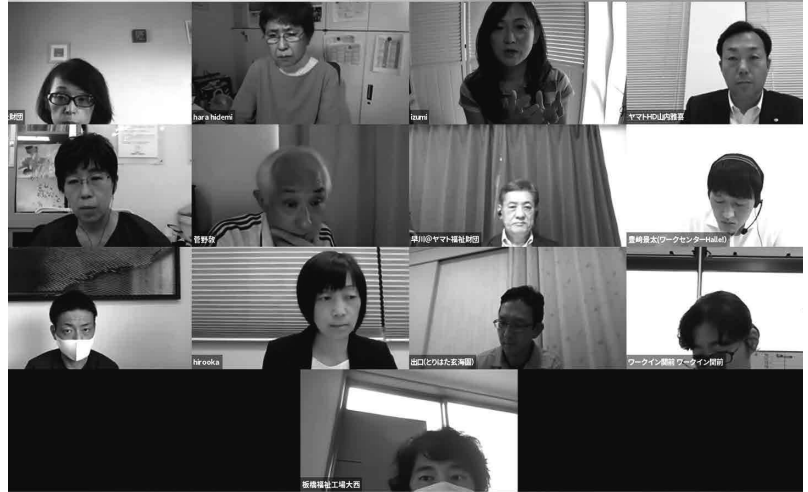 財団
hara hidemi
izumi
ヤマトHD山内雅喜
菅野敦
早川@ヤマト福祉財団
豊﨑景太(ワークセンターHalle!)
hirooka
出口(とりはた玄海園)
ワークイン関前 ワークイン関前
板橋福祉工場大西